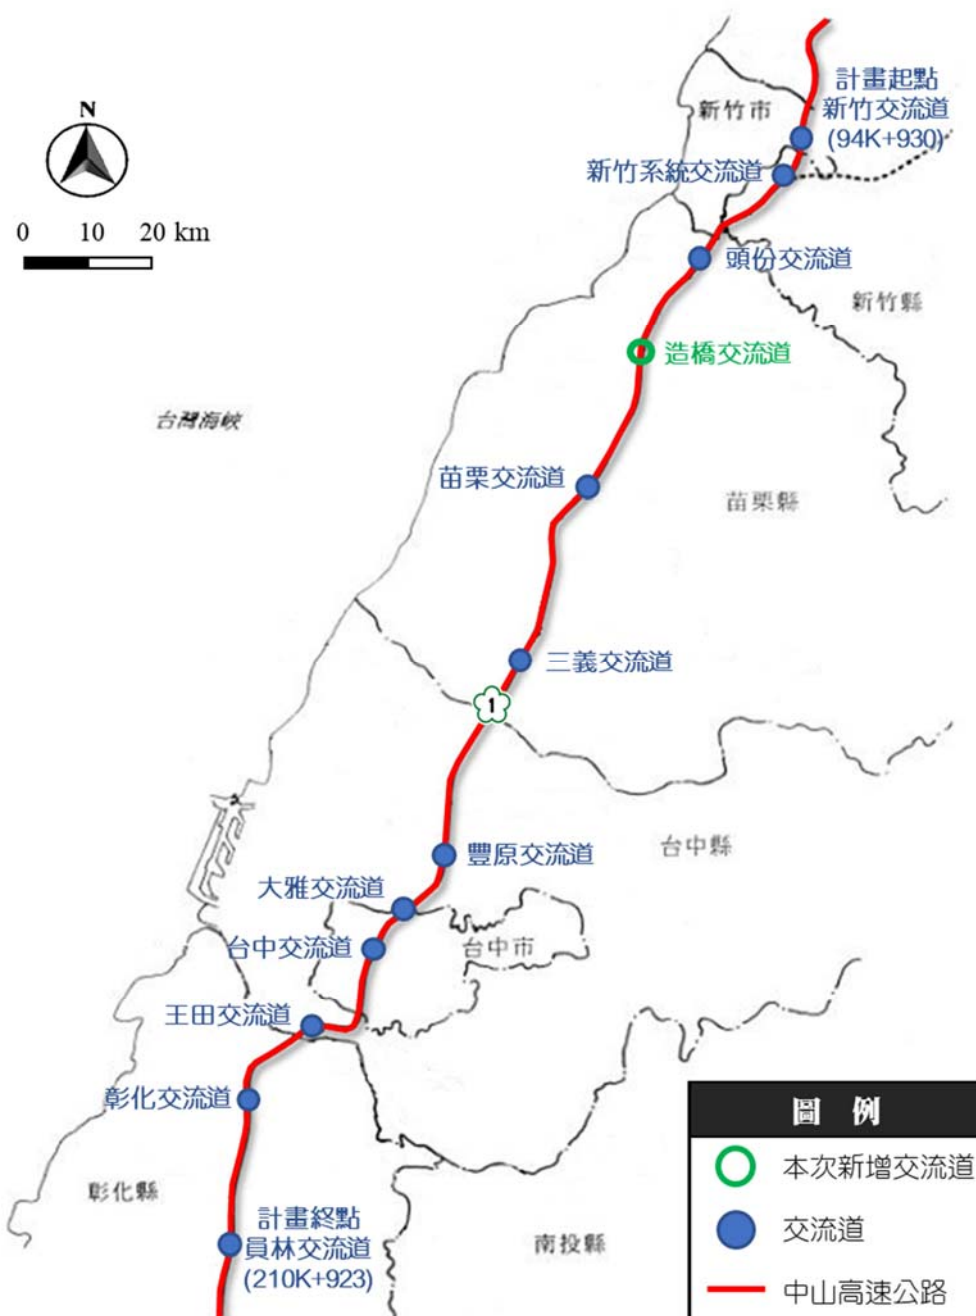 計畫起點
新竹交流道
(94K+930)
新竹市
N
新竹系統交流道
0 10 20 km
頭份交流道
新竹縣
造橋交流道
台灣海峽
苗栗交流道
苗栗縣
三義交流道
1
台中縣
豐原交流道
大雅交流道
台中交流道
台中市
王田交流道
彰化交流道
彰化縣
計畫終點
員林交流道
(210K+923)
南投縣
圖 例
本次新增交流道
交流道
中山高速公路